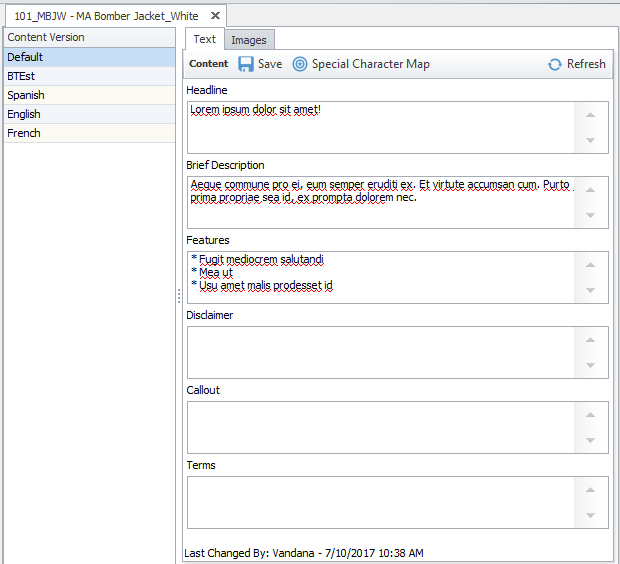 101_MBJW - MA Bomber Jacket_White
Content Version
Default
BTEst
Spanish
English
French
Text Images
Content Save Special Character Map Refresh
Headline
Lorem ipsum dolor sit amet!
Brief Description
Aeque commune pro ei, eum semper eruditi ex. Et virtute accumsan cum. Purto
prima propriae sea id, ex prompta dolorem nec.
Features
* Fugit mediocrem salutandi
* Mea ut
* Usu amet malis prodesset id
Disclaimer
Callout
Terms
Last Changed By: Vandana - 7/10/2017 10:38 AM